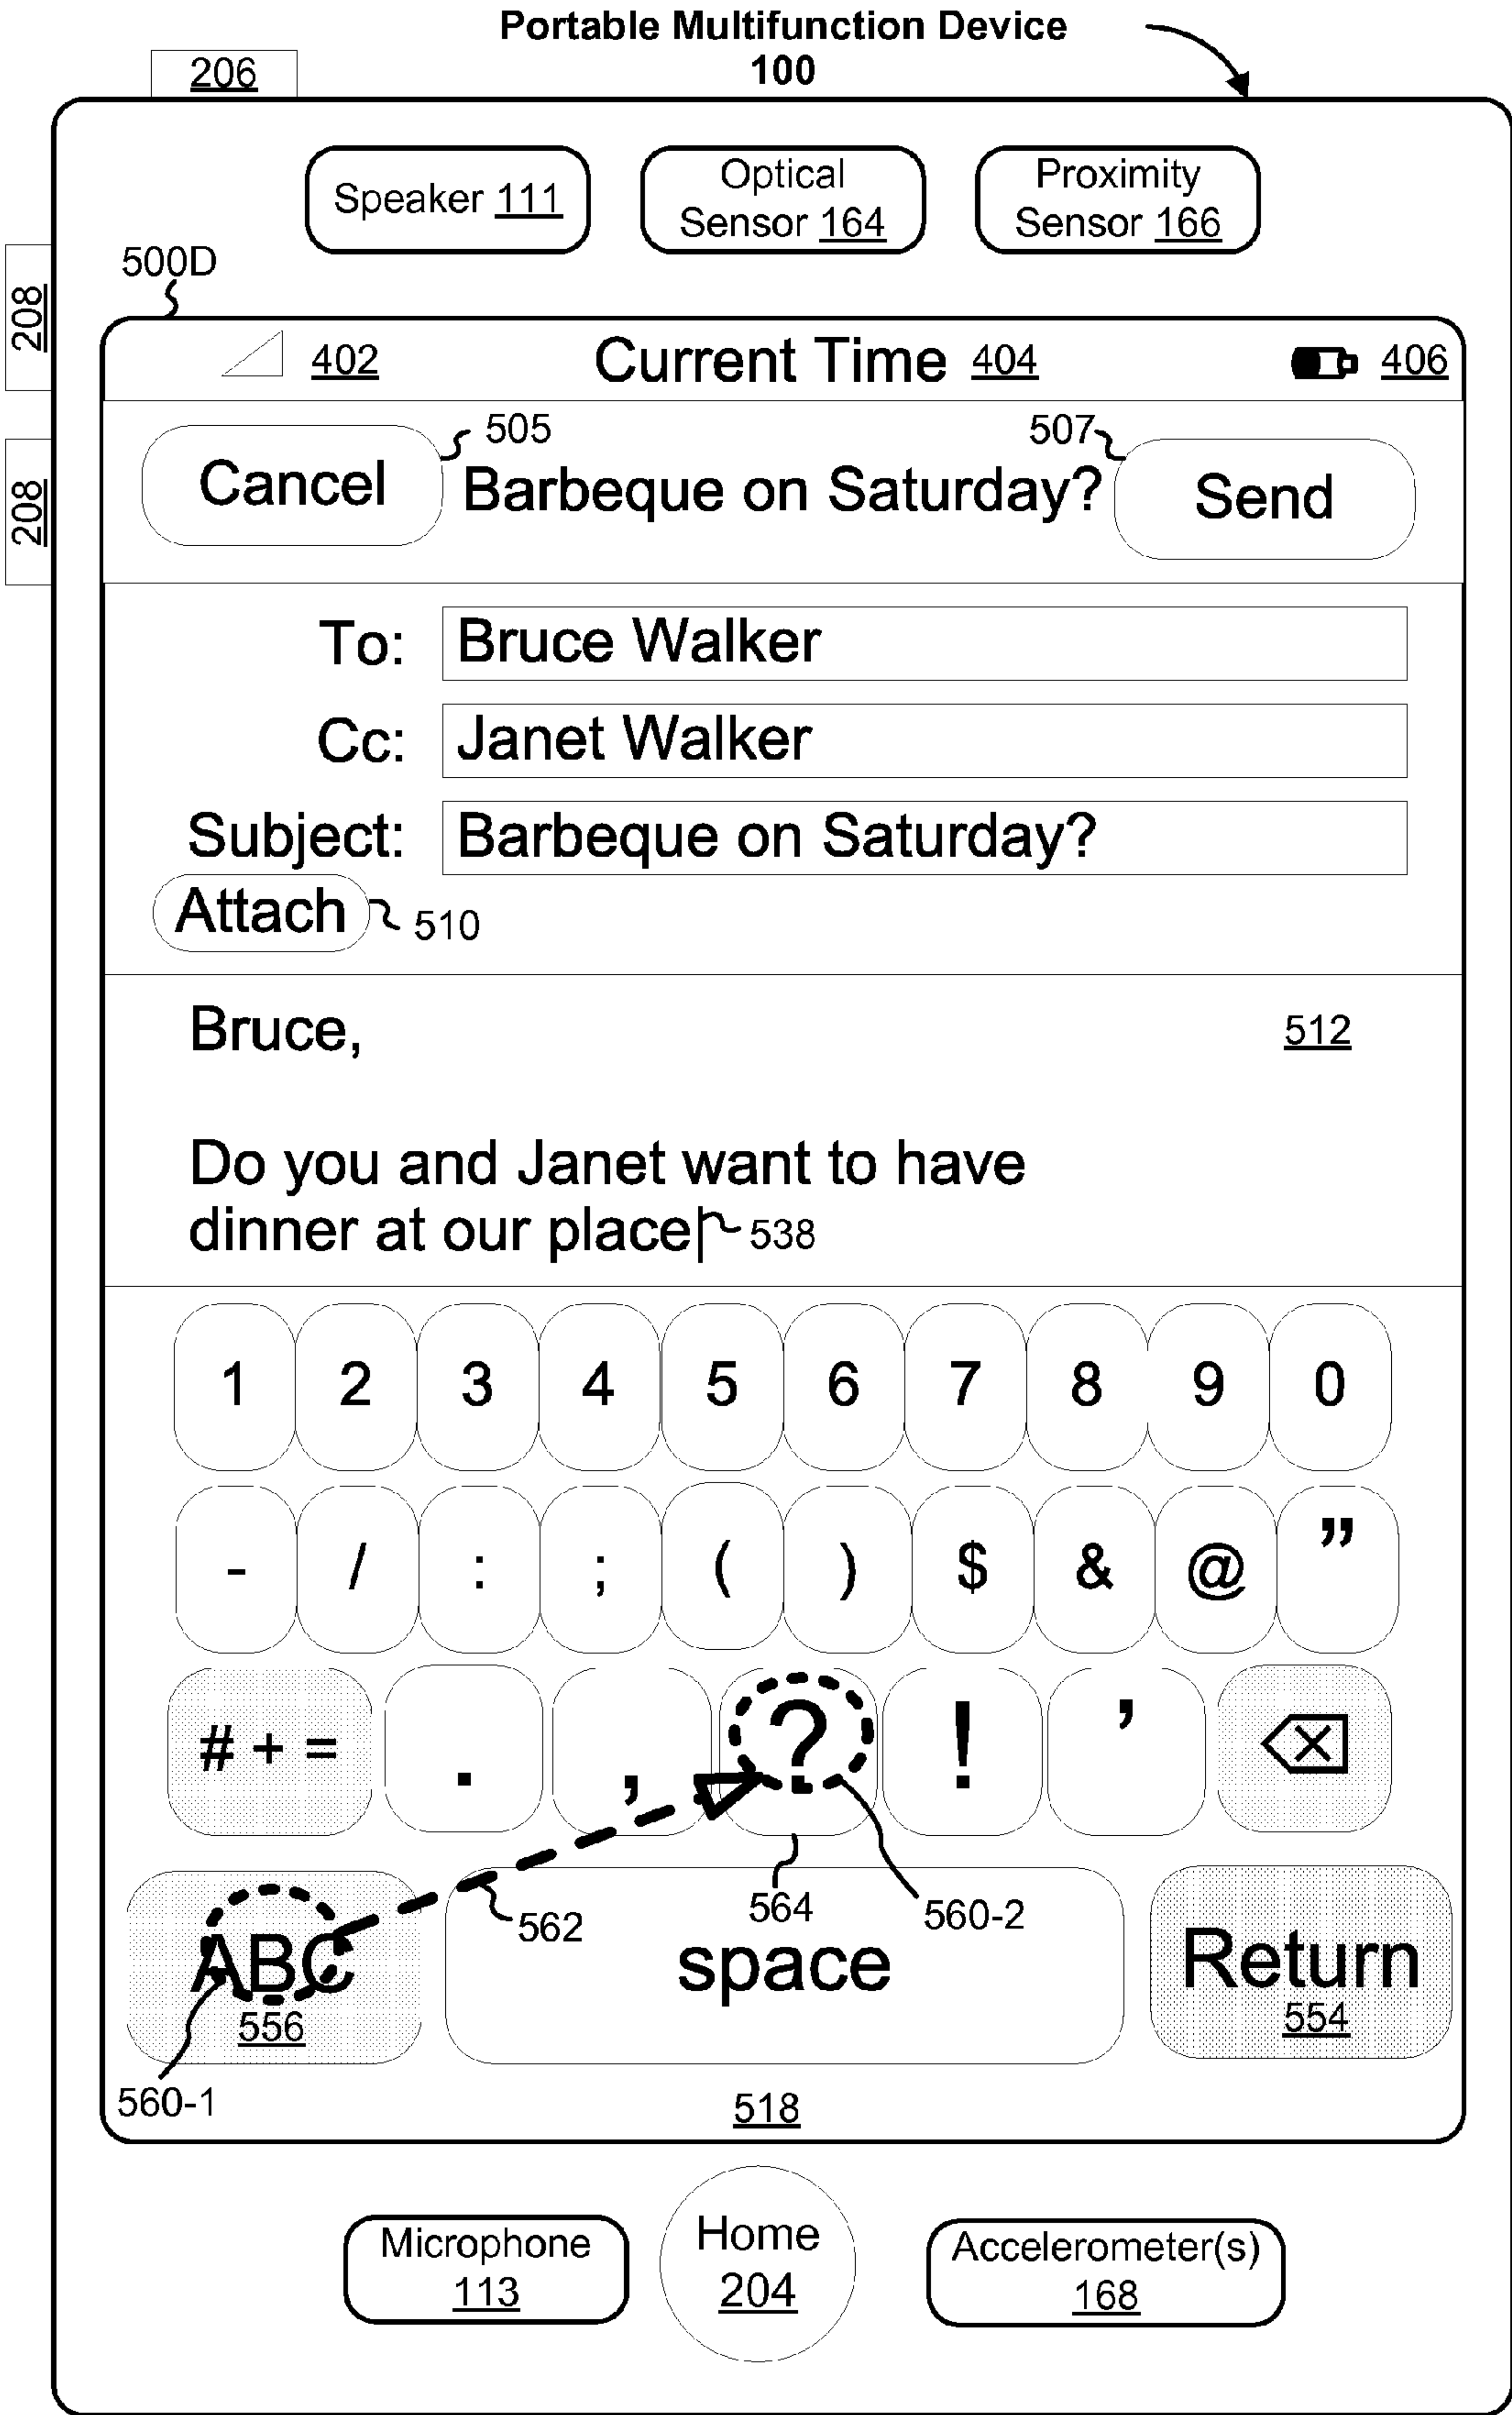 Portable Multifunction Device
100
206
Speaker 111
Optical
Sensor 164
Proximity
Sensor 166
500D
208
208
402
Current Time 404
406
Cancel
505
Barbeque on Saturday?
507
Send
To: Bruce Walker
Cc: Janet Walker
Subject: Barbeque on Saturday?
Attach
510
Bruce,
512
Do you and Janet want to have
dinner at our place
538
1 2 3 4 5 6 7 8 9 0
- / : ; ( ) $ & @ ”
# + = . , ? ! ’
562
564
560-2
ABC
556
space
Return
554
560-1
518
Microphone
113
Home
204
Accelerometer(s)
168